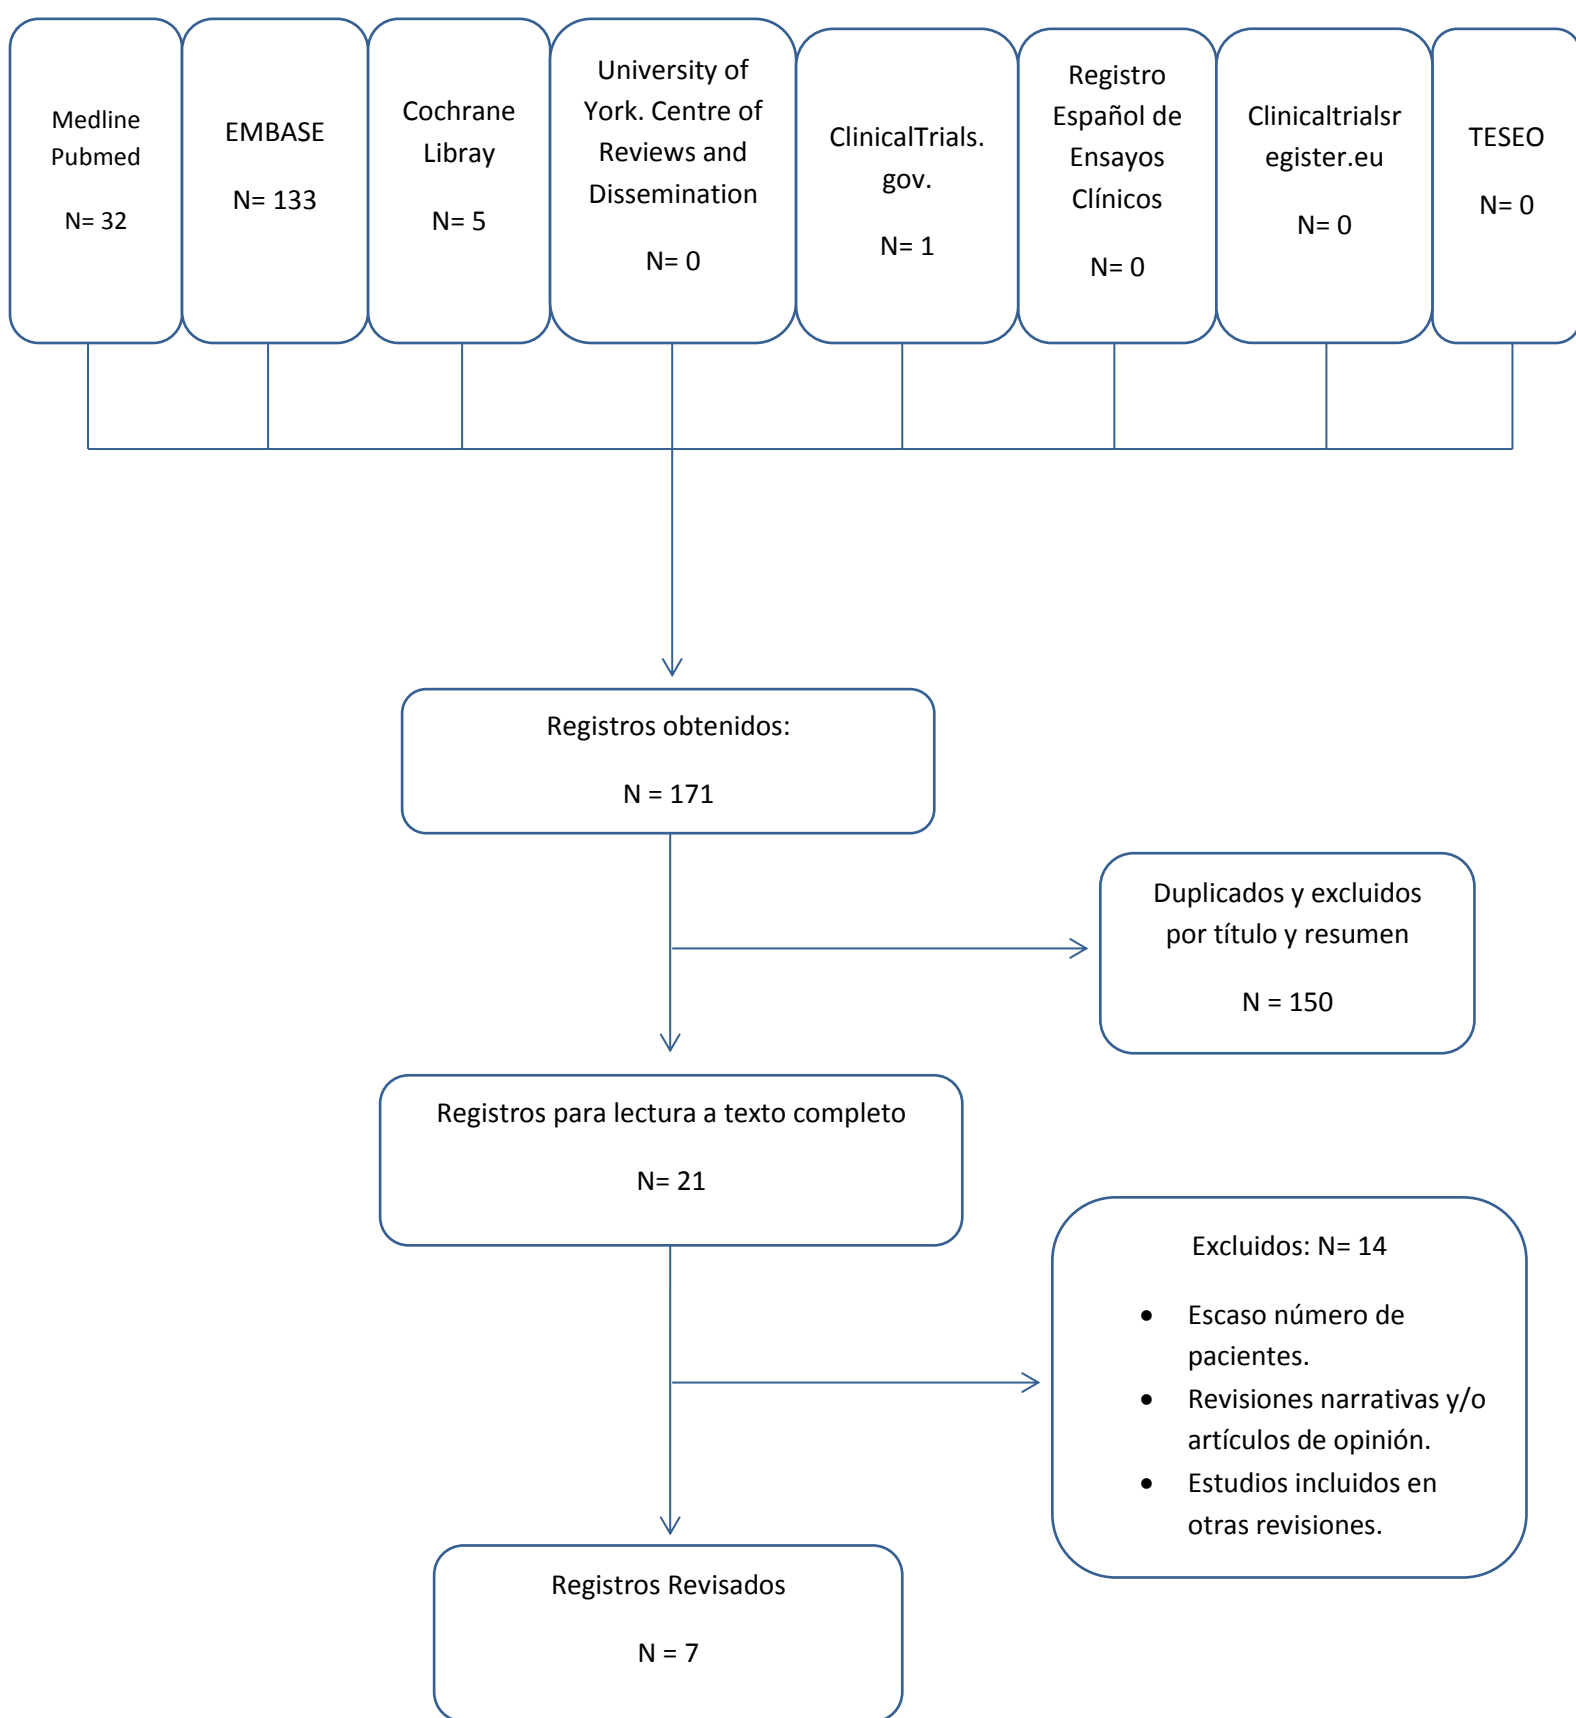 Medline
Pubmed
N= 32
EMBASE
N= 133
Cochrane
Libray
N= 5
University of
York. Centre of
Reviews and
Dissemination
N= 0
ClinicalTrials.
gov.
N= 1
Registro
Español de
Ensayos
Clínicos
N= 0
Clinicaltrialsr
egister.eu
N= 0
TESEO
N= 0
Registros obtenidos:
N = 171
Duplicados y excluidos
por título y resumen
N = 150
Registros para lectura a texto completo
N= 21
Excluidos: N= 14
• Escaso número de
pacientes.
• Revisiones narrativas y/o
artículos de opinión.
• Estudios incluidos en
otras revisiones.
Registros Revisados
N = 7